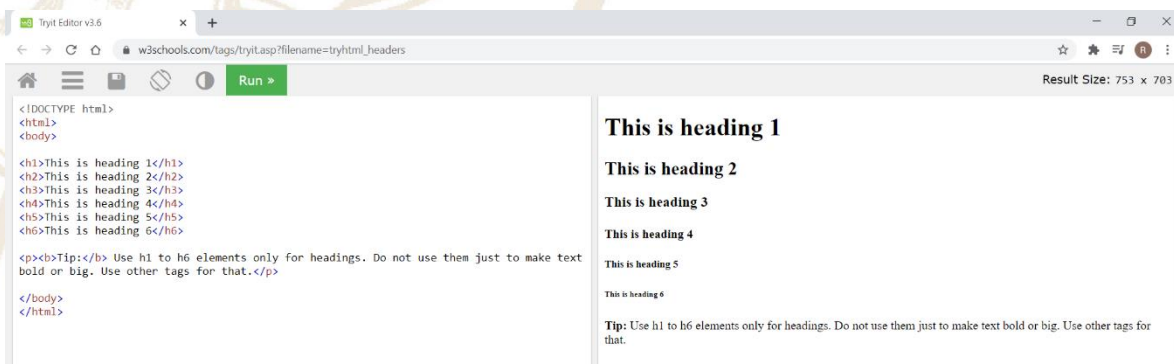 Tryit Editor v3.6
w3schools.com/tags/tryit.asp?filename=tryhtml_headers
R
Run »
Result Size: 753 x 703
<!DOCTYPE html>
<html>
<body>
<h1>This is heading 1</h1>
<h2>This is heading 2</h2>
<h3>This is heading 3</h3>
<h4>This is heading 4</h4>
<h5>This is heading 5</h5>
<h6>This is heading 6</h6>
<p><b>Tip:</b> Use h1 to h6 elements only for headings. Do not use them just to make text
bold or big. Use other tags for that.</p>
</body>
</html>
This is heading 1
This is heading 2
This is heading 3
This is heading 4
This is heading 5
This is heading 6
Tip: Use h1 to h6 elements only for headings. Do not use them just to make text bold or big. Use other tags for
that.